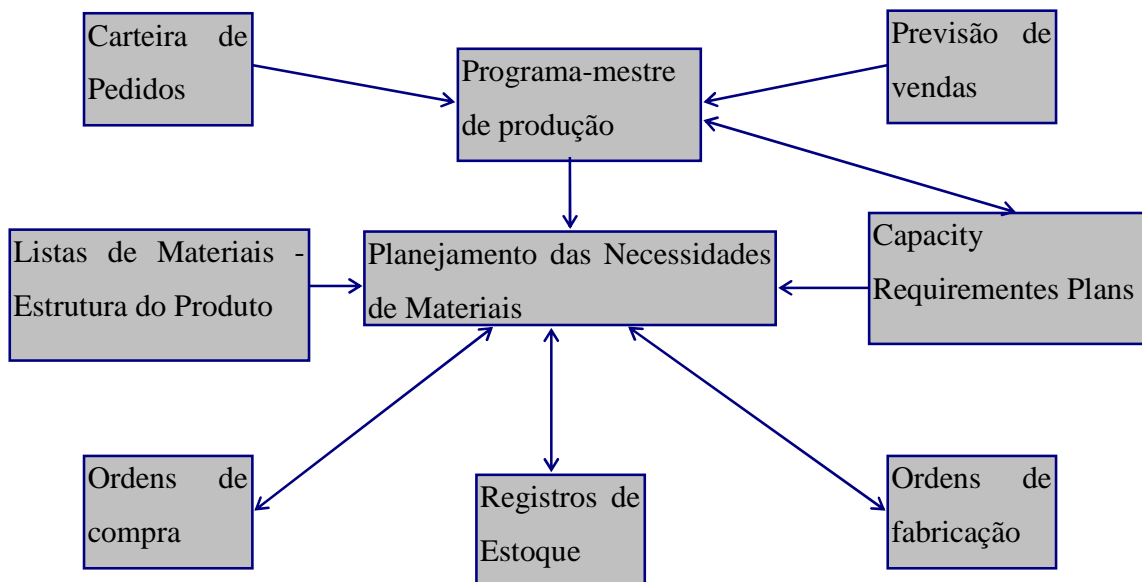 Carteira de
Pedidos
Programa-mestre
de produção
Previsão de
vendas
Listas de Materiais -
Estrutura do Produto
Planejamento das Necessidades
de Materiais
Capacity
Requirementes Plans
Ordens de
compra
Registros de
Estoque
Ordens de
fabricação